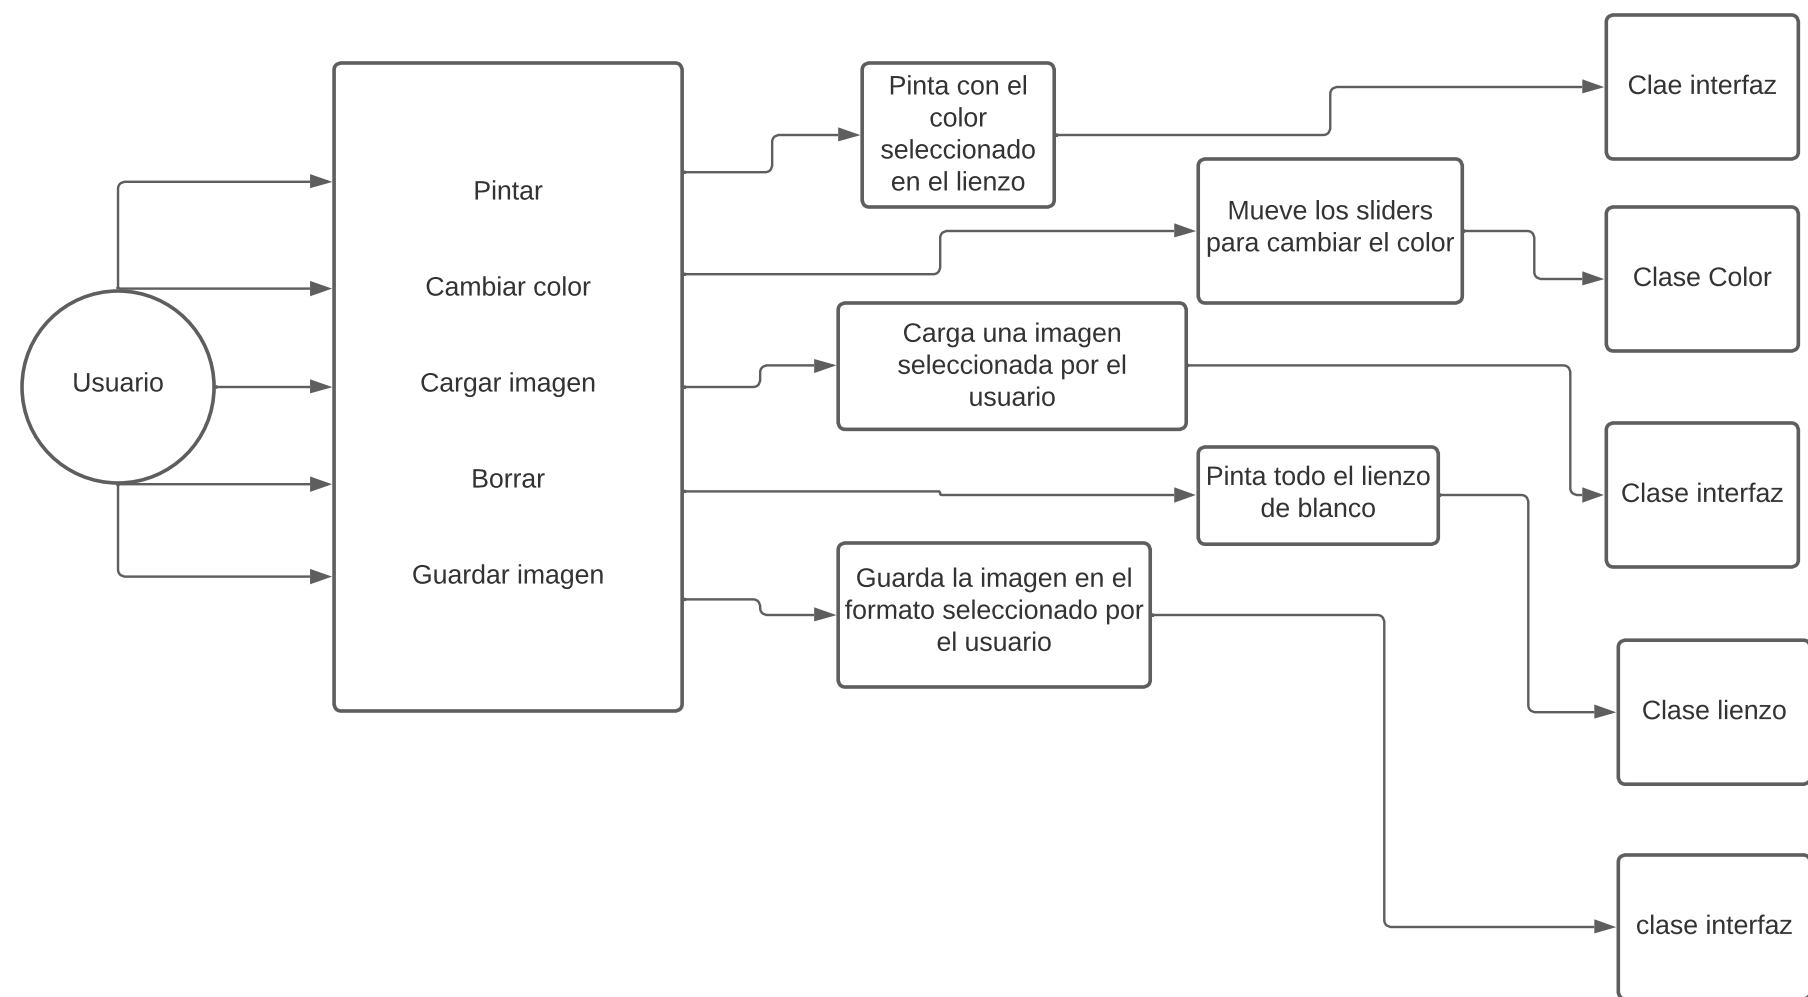 Usuario
Pintar
Cambiar color
Cargar imagen
Borrar
Guardar imagen
Pinta con el
color
seleccionado
en el lienzo
Mueve los sliders
para cambiar el color
Carga una imagen
seleccionada por el
usuario
Pinta todo el lienzo
de blanco
Guarda la imagen en el
formato seleccionado por
el usuario
Clae interfaz
Clase Color
Clase interfaz
Clase lienzo
clase interfaz